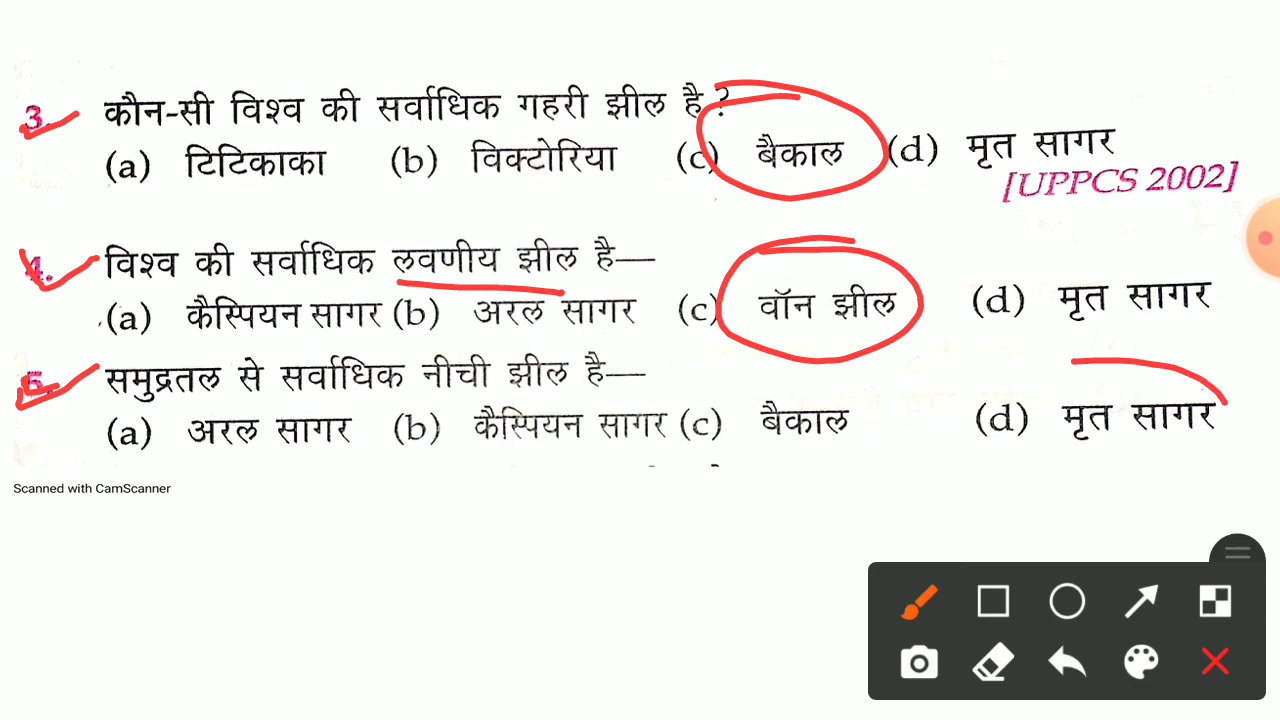 3. कौन-सी विश्व की सर्वाधिक गहरी झील है?
(a) टिटिकाका (b) विक्टोरिया (c) बैकाल (d) मृत सागर
[UPPCS 2002]
4. विश्व की सर्वाधिक लवणीय झील है—
(a) कैस्पियन सागर (b) अरल सागर (c) वॉन झील (d) मृत सागर
5. समुद्रतल से सर्वाधिक नीची झील है—
(a) अरल सागर (b) कैस्पियन सागर (c) बैकाल (d) मृत सागर
Scanned with CamScanner